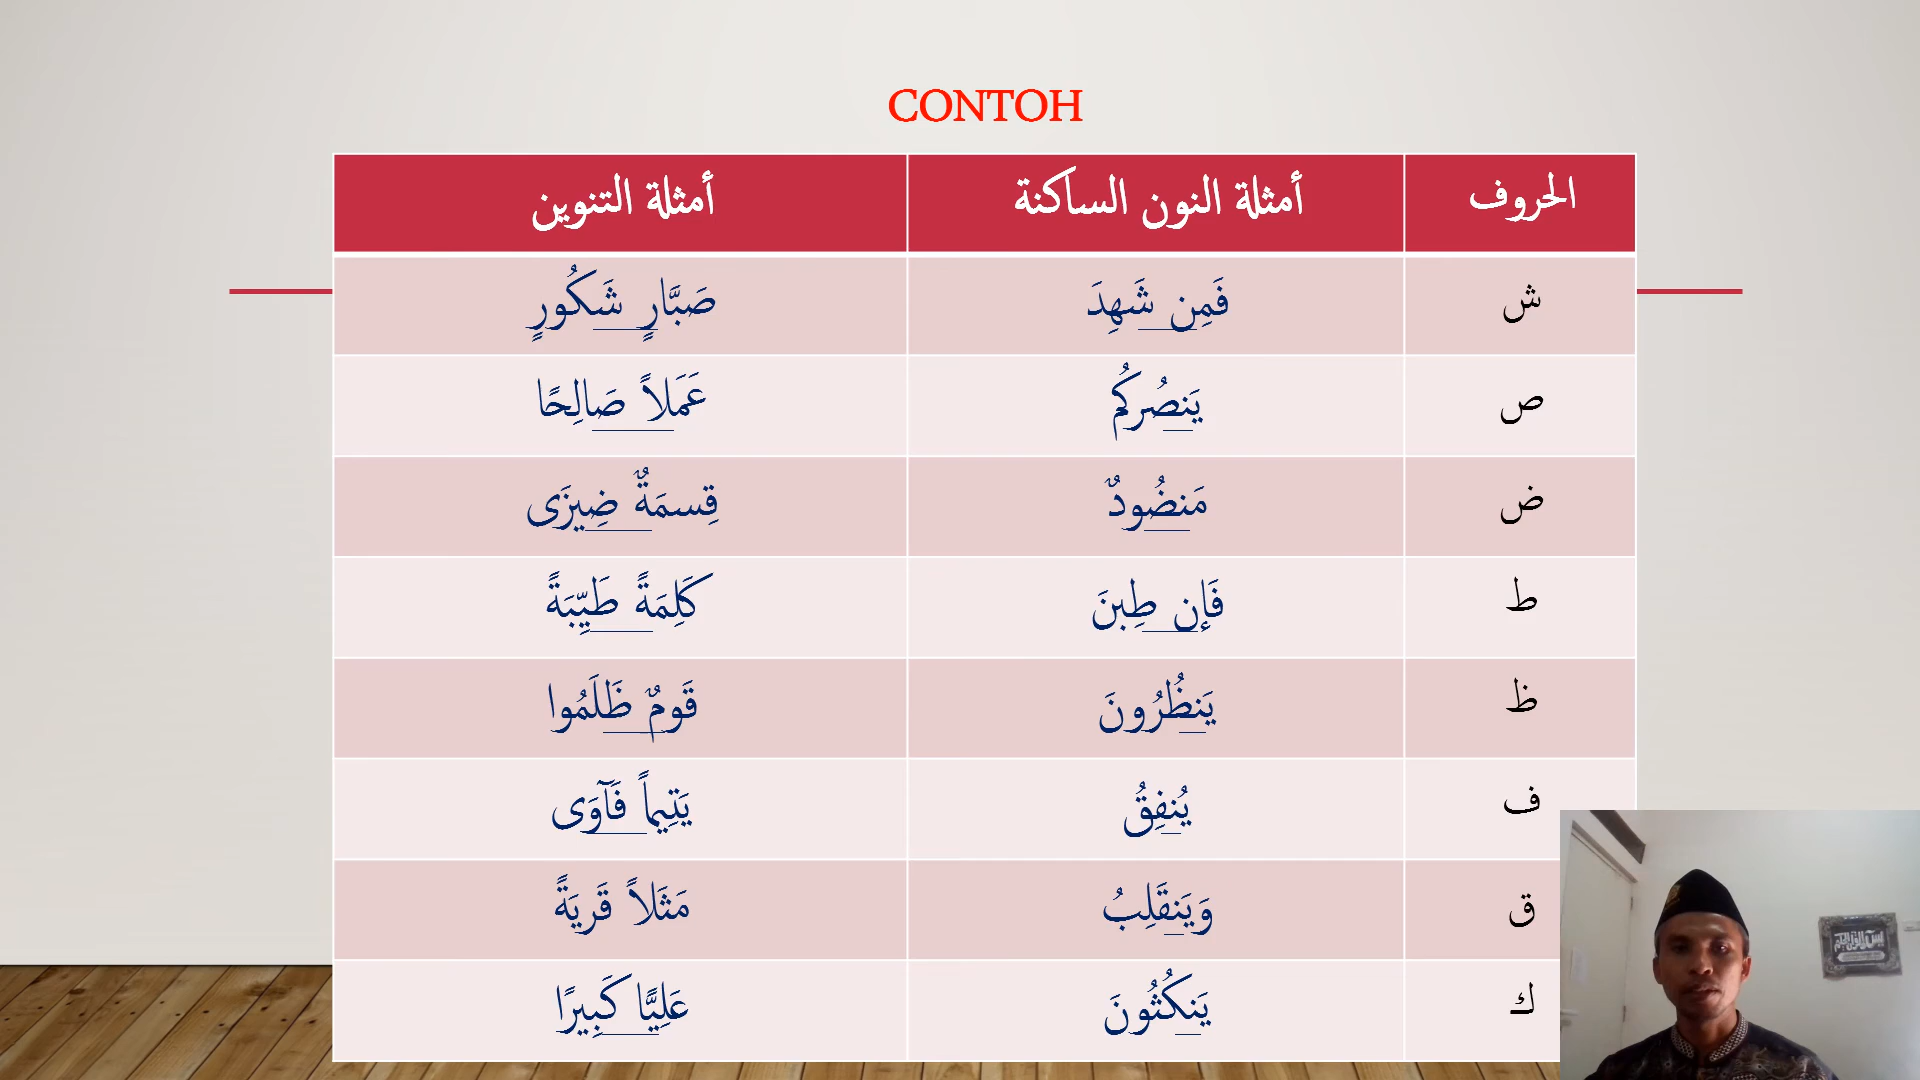 CONTOH
الحروف أمثلة النون الساكنة أمثلة التنوين
ش فَمِن شَهِدَ صَبَّارٍ شَكُورٍ
ص يَنصُركُم عَمَلاً صَالِحًا
ض مَنضُودٌ قِسمَةٌ ضِيزَى
ط فَإِن طِبنَ كَلِمَةً طَيِّبَةً
ظ يَنظُرُونَ قَومٌ ظَلَمُوا
ف يُنفِقُ يَتِيماً فَآوَى
ق وَيَنقَلِبُ مَثَلاً قَريَةً
ك يَنكُثُونَ عَلِيًّا كَبِيرًا